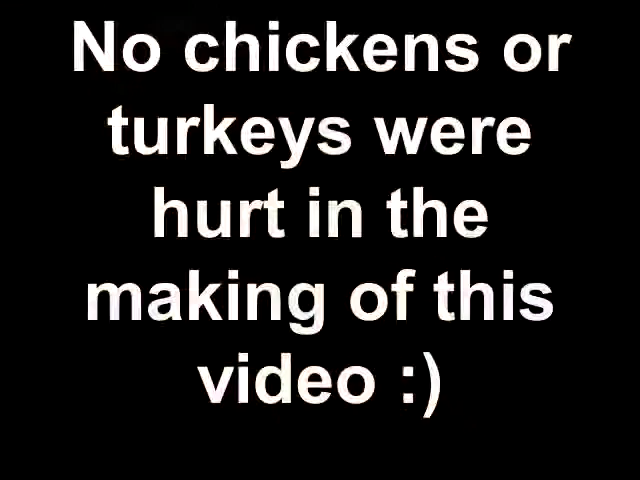 No chickens or
turkeys were
hurt in the
making of this
video :)